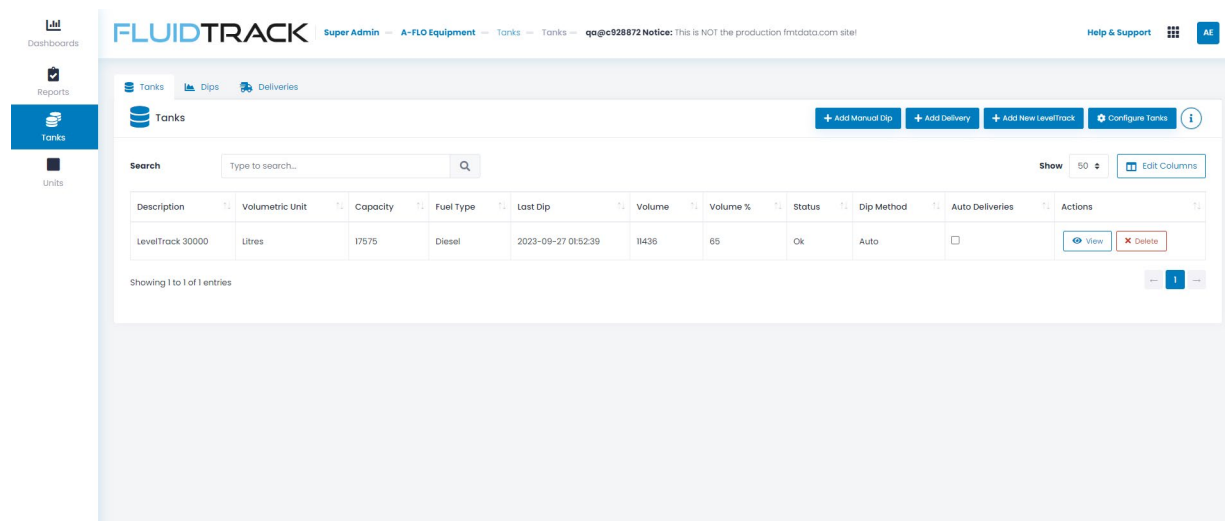 Dashboards
Reports
Tanks
Units
FLUIDTRACK Super Admin — A-FLO Equipment — Tanks — Tanks — qa@c928872 Notice: This is NOT the production fmtdata.com site! Help & Support AE
Tanks Dips Deliveries
Tanks + Add Manual Dip + Add Delivery + Add New LevelTrack Configure Tanks i
Search Type to search... Show 50 Edit Columns
Description Volumetric Unit Capacity Fuel Type Last Dip Volume Volume % Status Dip Method Auto Deliveries Actions
LevelTrack 30000 Litres 17575 Diesel 2023-09-27 01:52:39 11436 65 Ok Auto View × Delete
Showing 1 to 1 of 1 entries ← 1 →